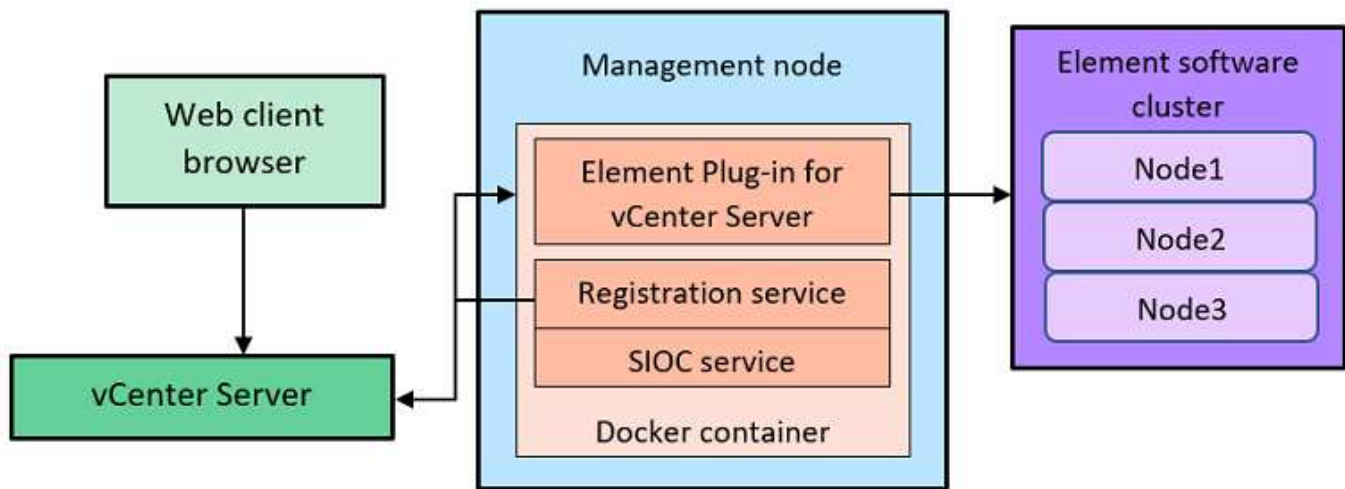 Web client
browser
vCenter Server
Management node
Element Plug-in for
vCenter Server
Registration service
SIOC service
Docker container
Element software
cluster
Node1
Node2
Node3